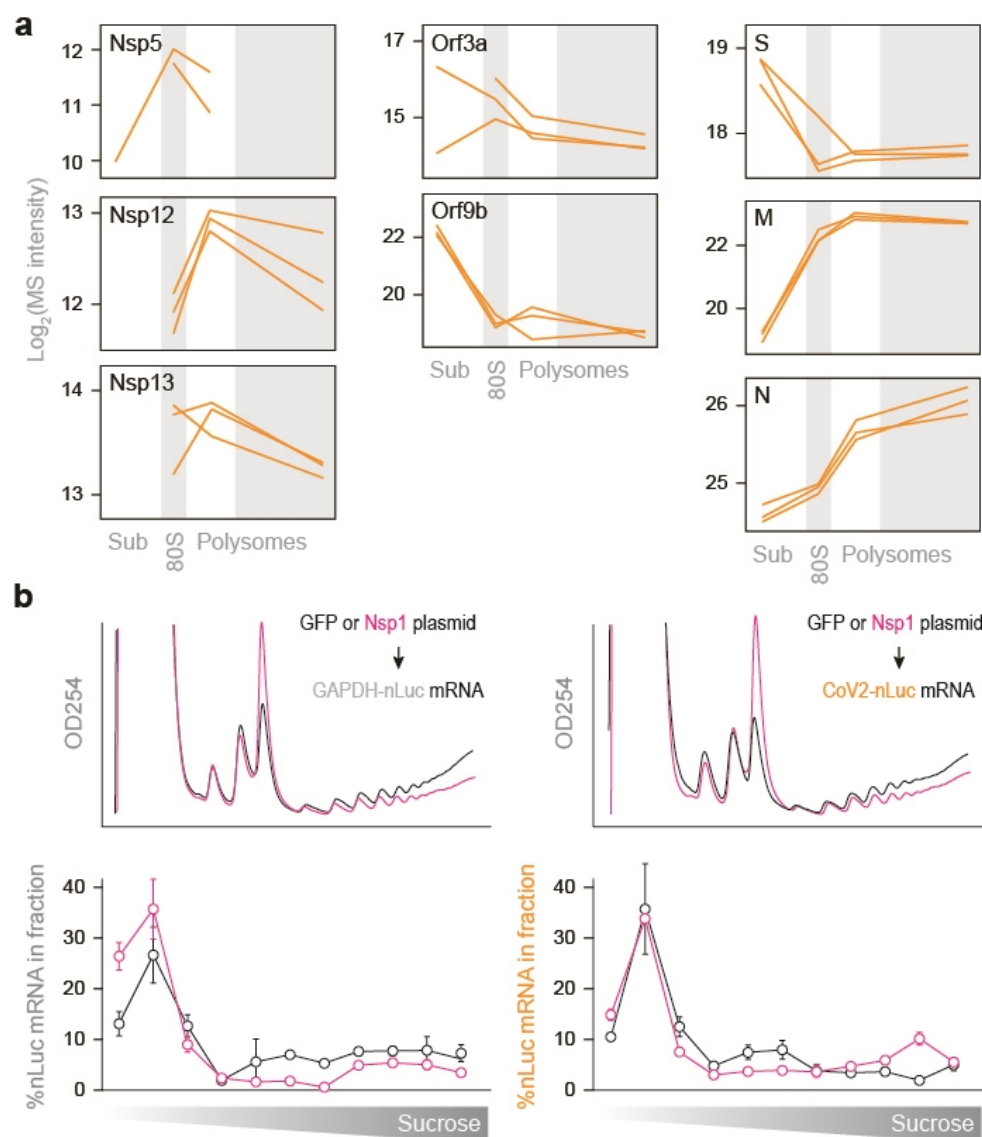 a
Nsp5
12
11
10
Nsp12
13
12
Nsp13
14
13
Log2(MS intensity)
Sub
80S
Polysomes
Orf3a
17
15
Orf9b
22
20
Sub
80S
Polysomes
S
19
18
M
22
20
N
26
25
Sub
80S
Polysomes
b
OD254
GFP or Nsp1 plasmid
GAPDH-nLuc mRNA
OD254
GFP or Nsp1 plasmid
CoV2-nLuc mRNA
%nLuc mRNA in fraction
40
30
20
10
0
Sucrose
%nLuc mRNA in fraction
40
30
20
10
0
Sucrose